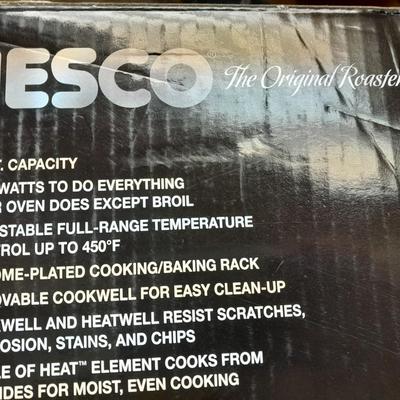 ESCO The Original Roaster
. CAPACITY
WATTS TO DO EVERYTHING
R OVEN DOES EXCEPT BROIL
STABLE FULL-RANGE TEMPERATURE
TROL UP TO 450°F
OME-PLATED COOKING/BAKING RACK
OVABLE COOKWELL FOR EASY CLEAN-UP
WELL AND HEATWELL RESIST SCRATCHES,
OSION, STAINS, AND CHIPS
LE OF HEAT™ ELEMENT COOKS FROM
IDES FOR MOIST, EVEN COOKING